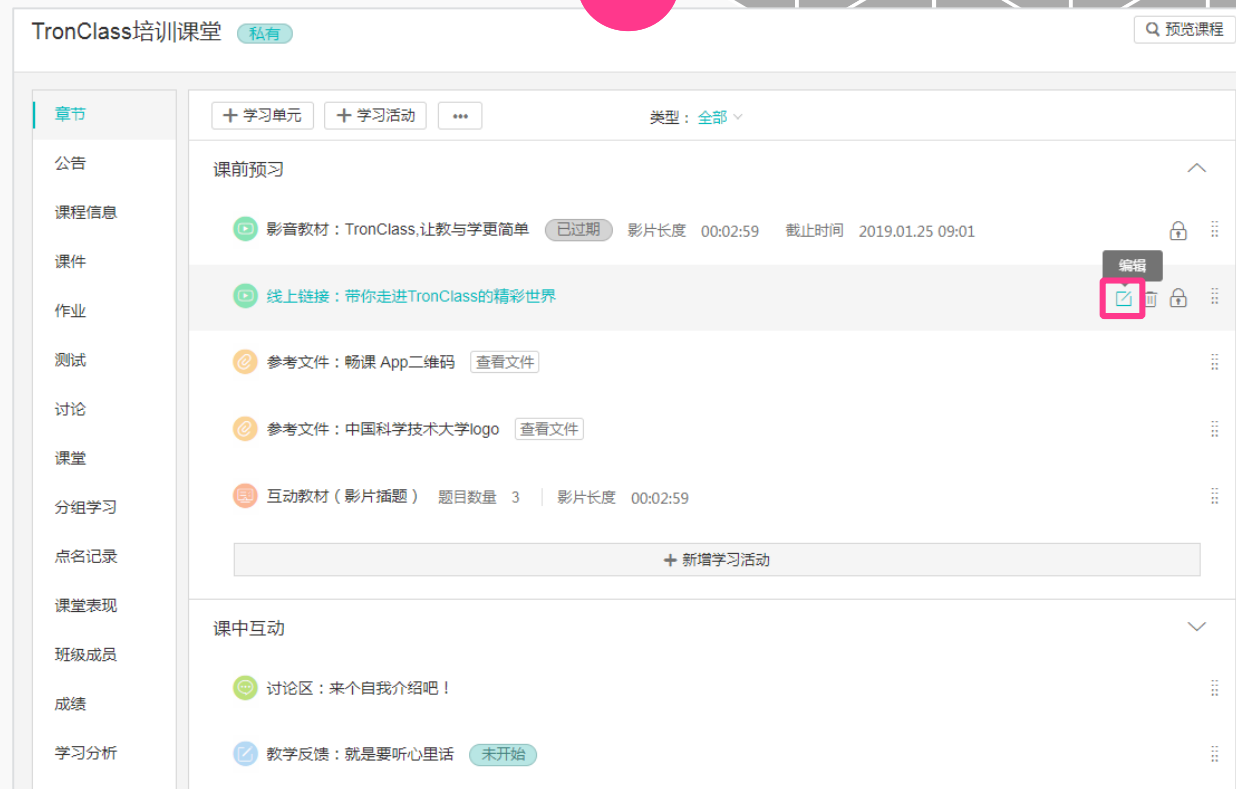 TronClass培训课堂 私有 预览课程
章节
公告
课程信息
课件
作业
测试
讨论
课堂
分组学习
点名记录
课堂表现
班级成员
成绩
学习分析
+ 学习单元 + 学习活动 ••• 类型： 全部
课前预习
影音教材：TronClass,让教与学更简单 已过期 影片长度 00:02:59 截止时间 2019.01.25 09:01
编辑
线上链接：带你走进TronClass的精彩世界
参考文件：畅课 App二维码 查看文件
参考文件：中国科学技术大学logo 查看文件
互动教材（影片插题） 题目数量 3 影片长度 00:02:59
+ 新增学习活动
课中互动
讨论区：来个自我介绍吧！
教学反馈：就是要听心里话 未开始